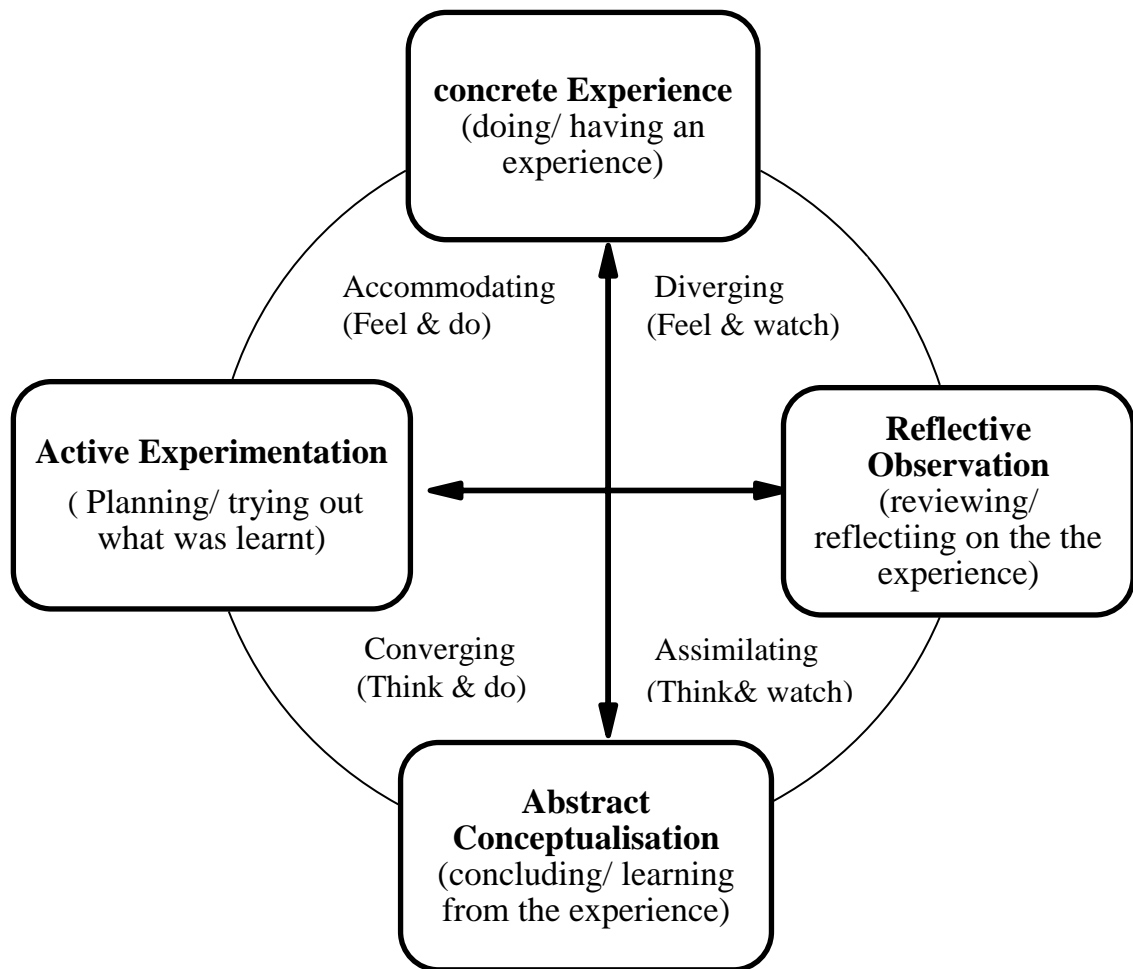 concrete Experience
(doing/ having an
experience)
Accommodating
(Feel & do)
Diverging
(Feel & watch)
Active Experimentation
( Planning/ trying out
what was learnt)
Reflective
Observation
(reviewing/
reflectiing on the the
experience)
Converging
(Think & do)
Assimilating
(Think& watch)
Abstract
Conceptualisation
(concluding/ learning
from the experience)